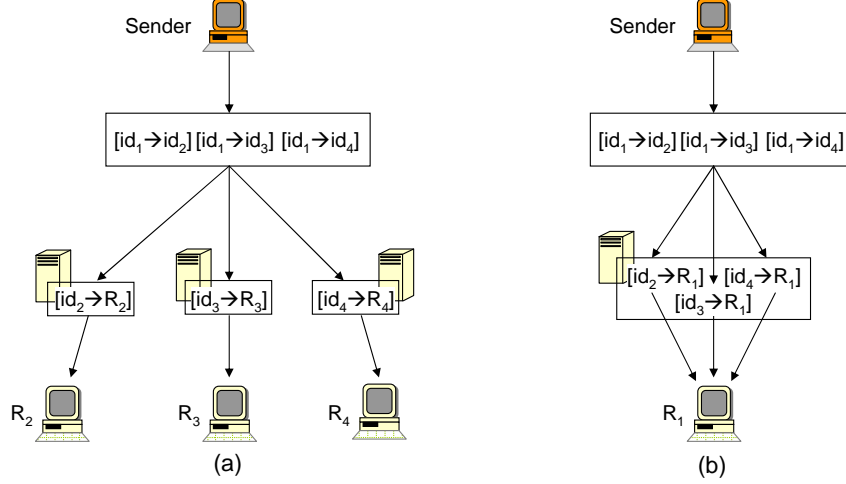 Sender
Sender
[id₁→id₂] [id₁→id₃] [id₁→id₄]
[id₁→id₂] [id₁→id₃] [id₁→id₄]
[id₂→R₂]
[id₃→R₃]
[id₄→R₄]
[id₂→R₁] [id₄→R₁]
[id₃→R₁]
R₂
R₃
R₄
R₁
(a)
(b)